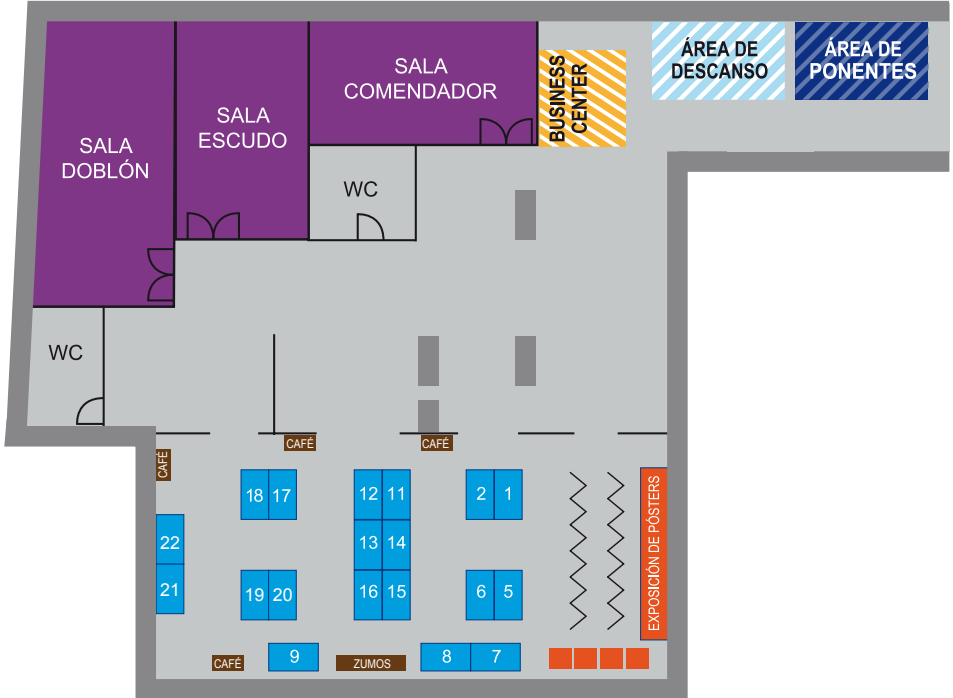 SALA
DOBLÓN
SALA
ESCUDO
SALA
COMENDADOR
BUSINESS
CENTER
ÁREA DE
DESCANSO
ÁREA DE
PONENTES
WC
WC
CAFÉ
CAFÉ
CAFÉ
18 17
12 11
2 1
22
13 14
21
19 20
16 15
6 5
EXPOSICIÓN DE PÓSTERS
CAFÉ
9
ZUMOS
8 7